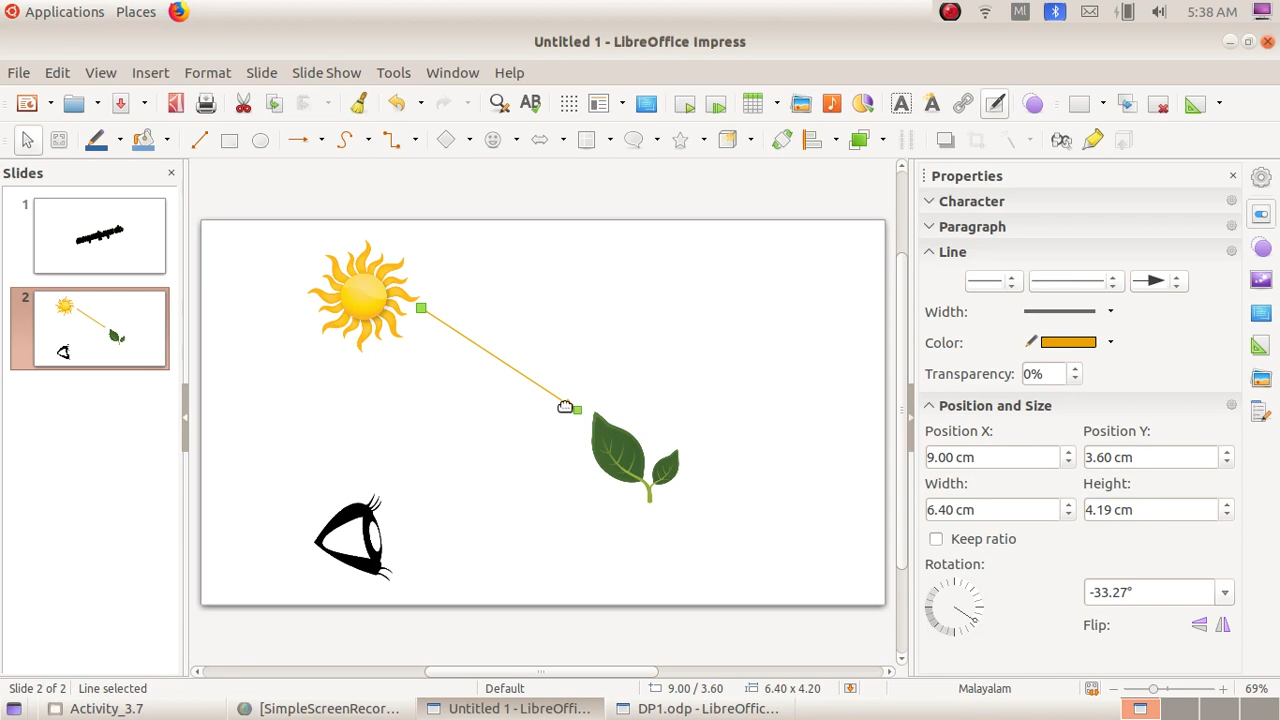 Applications Places Ml 5:38 AM
Untitled 1 - LibreOffice Impress
File Edit View Insert Format Slide Slide Show Tools Window Help
Slides
Properties
1
Character
Paragraph
Line
2
Width:
Color:
Transparency: 0%
Position and Size
Position X: Position Y:
9.00 cm 3.60 cm
Width: Height:
6.40 cm 4.19 cm
Keep ratio
Rotation:
-33.27°
Flip:
Slide 2 of 2 Line selected Default 9.00 / 3.60 6.40 x 4.20 Malayalam 69%
Activity_3.7 [SimpleScreenRecor... Untitled 1 - LibreOffi... DP1.odp - LibreOffic...